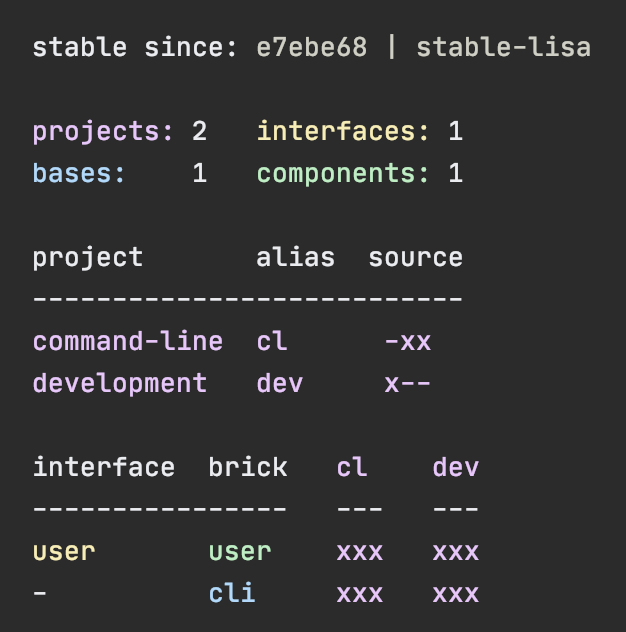 stable since: e7ebe68 | stable-lisa
projects: 2   interfaces: 1
bases:    1   components: 1
project       alias  source
---------------------------
command-line  cl      -xx
development   dev     x--
interface  brick   cl    dev
----------------   ---   ---
user       user    xxx   xxx
-          cli     xxx   xxx